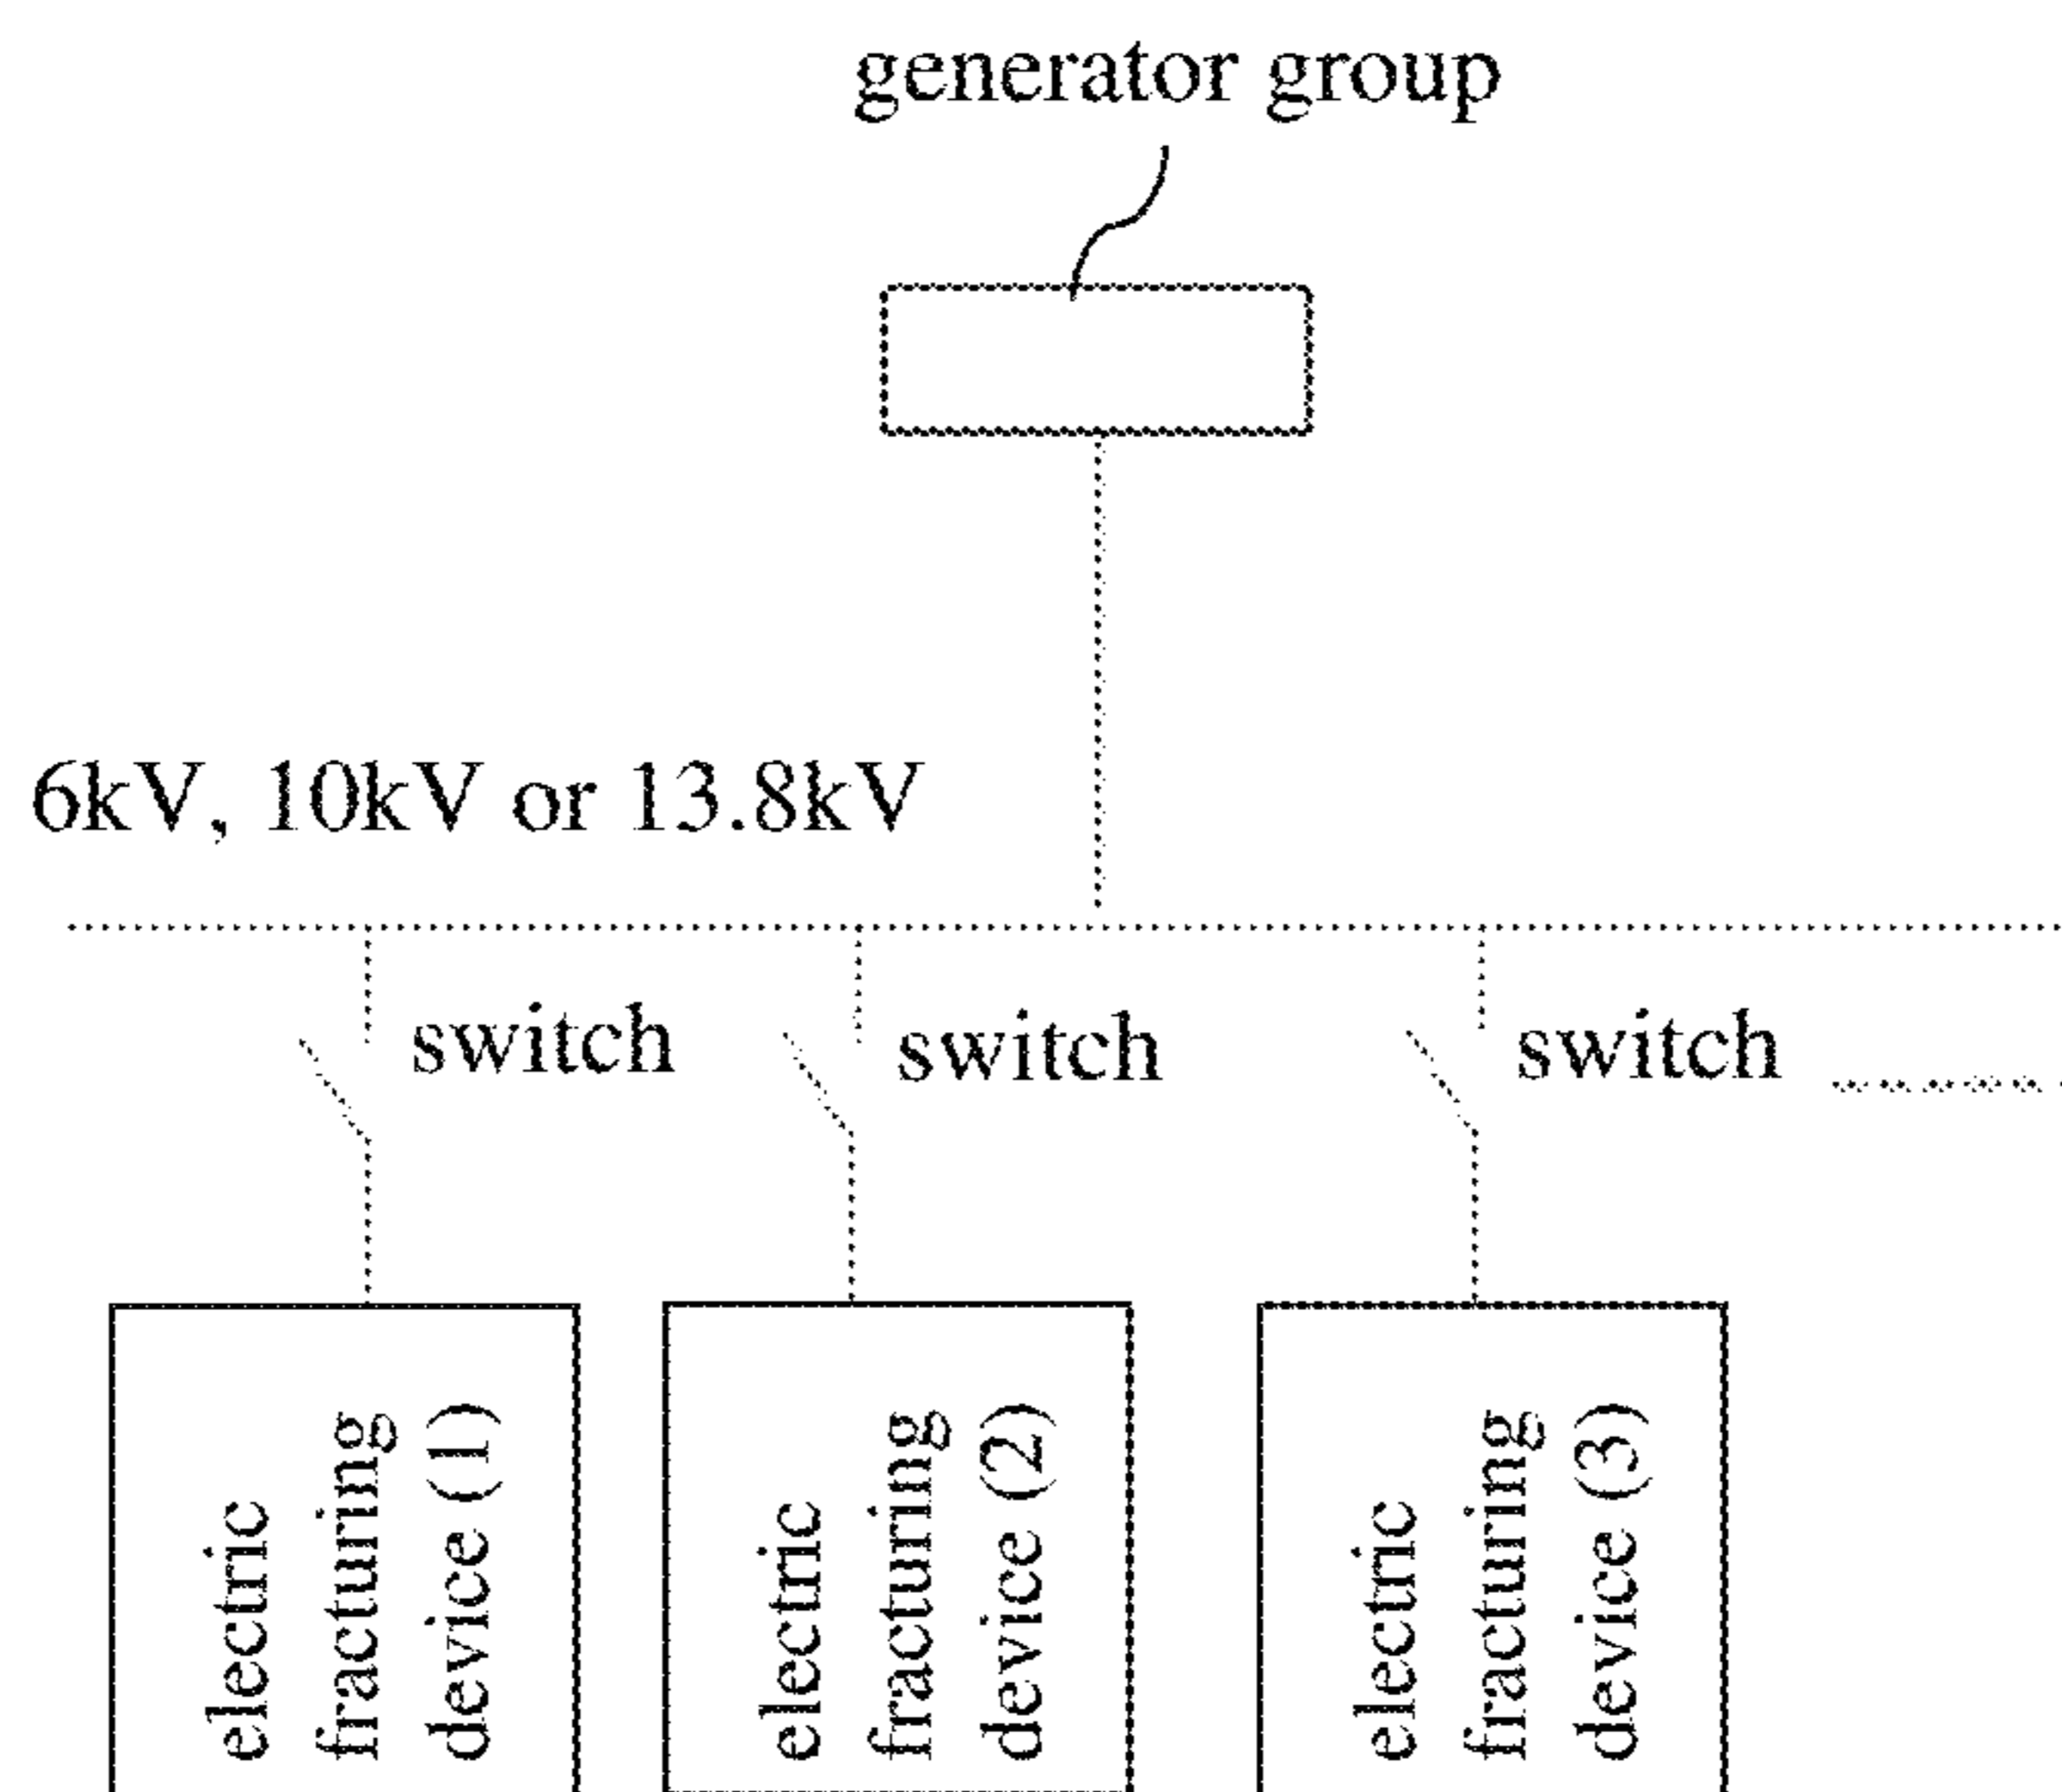 generator group
6kV, 10kV or 13.8kV
switch
switch
switch
electric
fracturing
device (1)
electric
fracturing
device (2)
electric
fracturing
device (3)